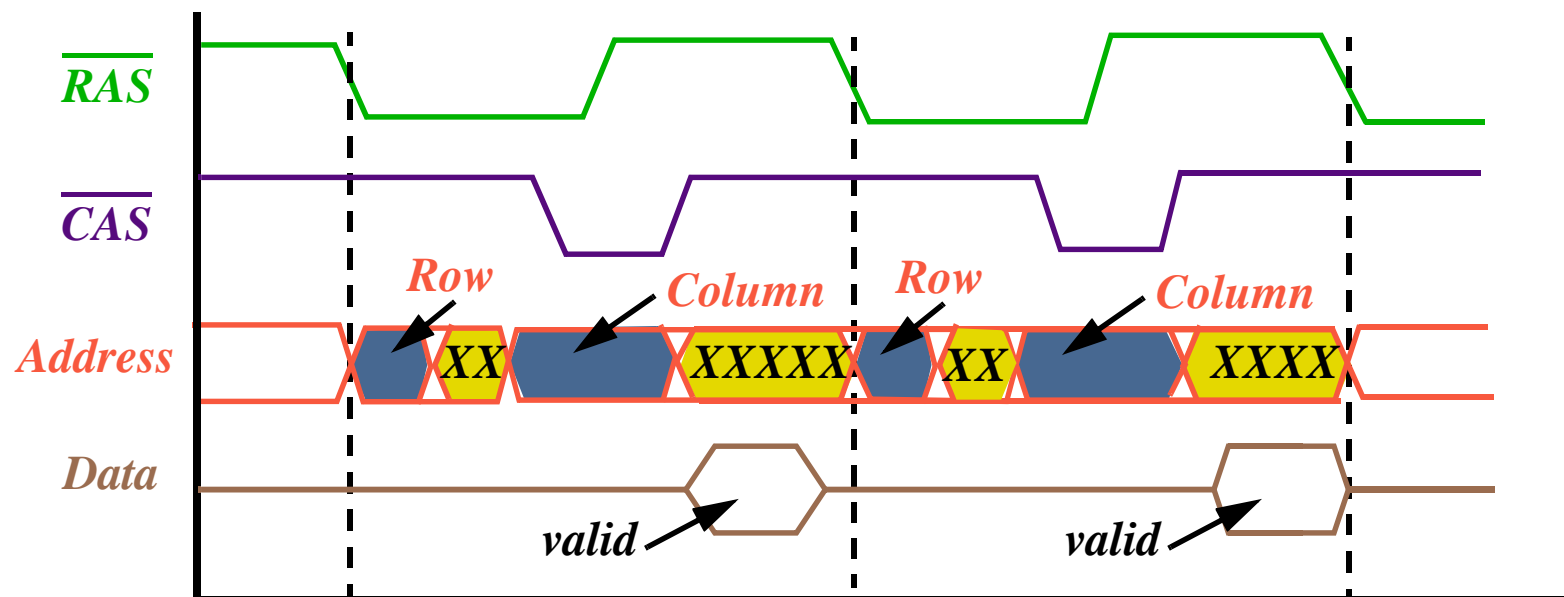 RAS
CAS
Row
Column
Row
Column
Address
XX
XXXXX
XX
XXXX
Data
valid
valid